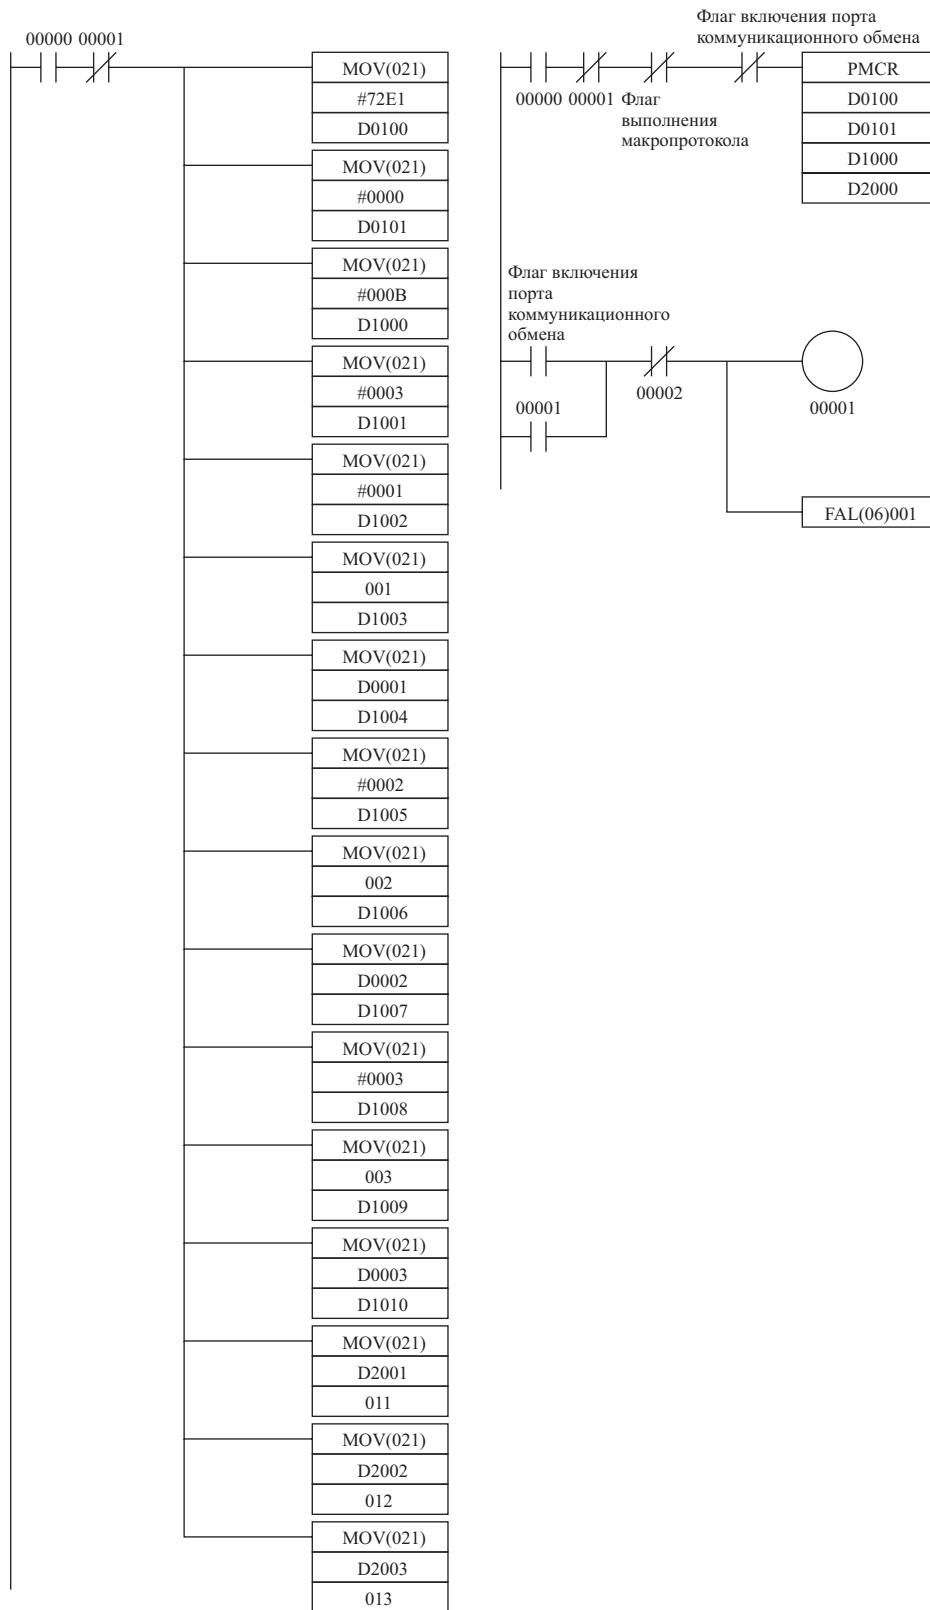 00000 00001
MOV(021)
#72E1
D0100
MOV(021)
#0000
D0101
MOV(021)
#000B
D1000
MOV(021)
#0003
D1001
MOV(021)
#0001
D1002
MOV(021)
001
D1003
MOV(021)
D0001
D1004
MOV(021)
#0002
D1005
MOV(021)
002
D1006
MOV(021)
D0002
D1007
MOV(021)
#0003
D1008
MOV(021)
003
D1009
MOV(021)
D0003
D1010
MOV(021)
D2001
011
MOV(021)
D2002
012
MOV(021)
D2003
013
Флаг включения порта
коммуникационного обмена
00000 00001
Флаг
выполнения
макропротокола
PMCR
D0100
D0101
D1000
D2000
Флаг включения
порта
коммуникационного
обмена
00002
00001
00001
FAL(06)001